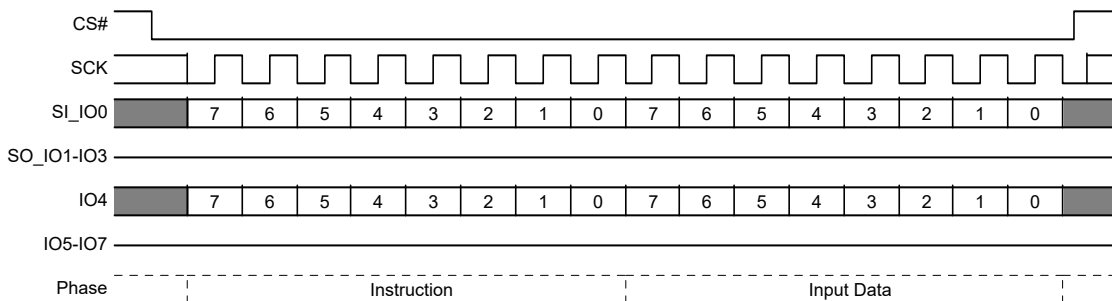 CS#
SCK
SI_IO0 7 6 5 4 3 2 1 0 7 6 5 4 3 2 1 0
SO_IO1-IO3
IO4 7 6 5 4 3 2 1 0 7 6 5 4 3 2 1 0
IO5-IO7
Phase Instruction Input Data